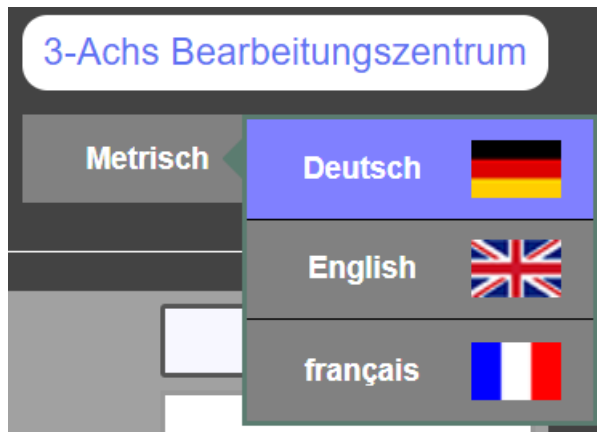 3-Achs Bearbeitungszentrum
Metrisch
Deutsch
English
français